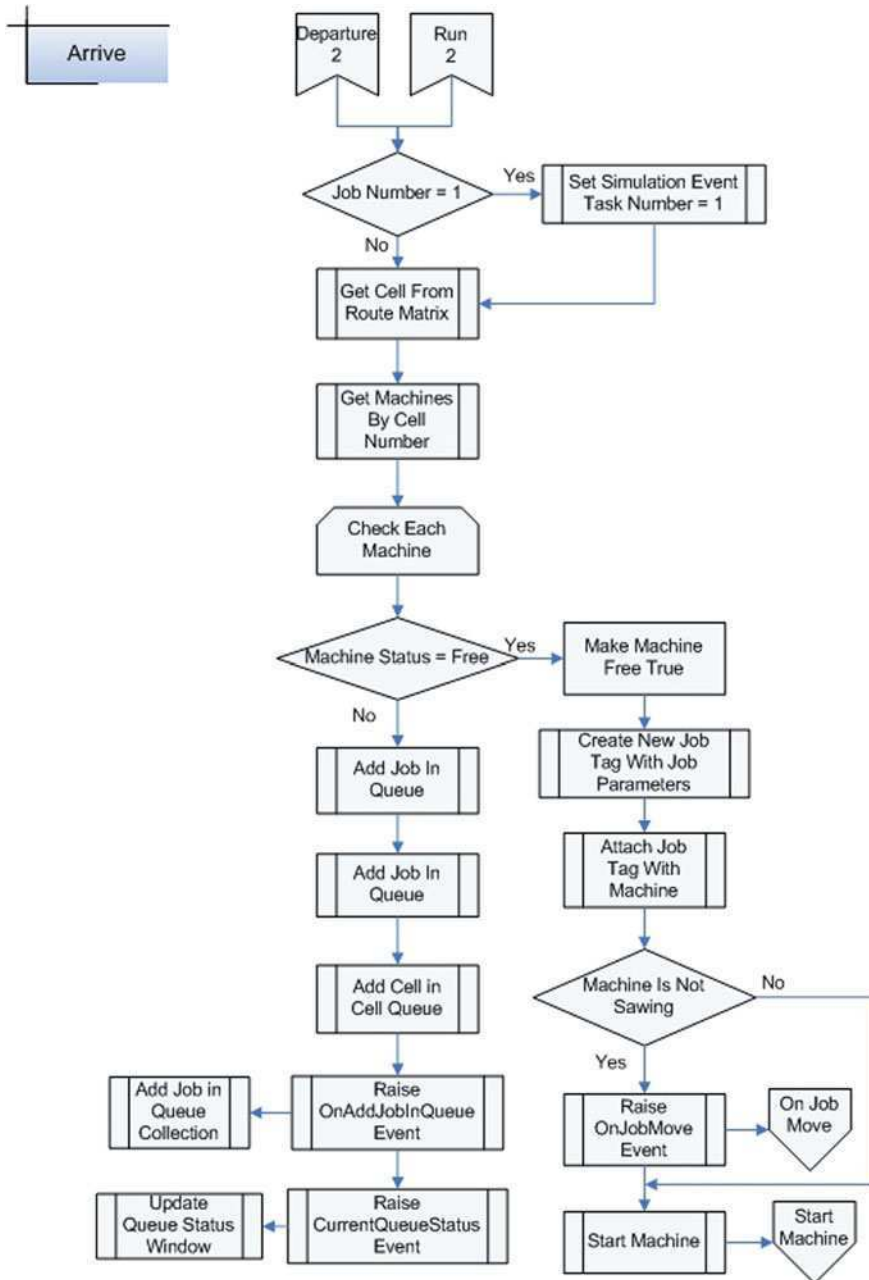 Arrive
Departure
2
Run
2
Job Number = 1
Yes
Set Simulation Event
Task Number = 1
No
Get Cell From
Route Matrix
Get Machines
By Cell
Number
Check Each
Machine
Machine Status = Free
Yes
Make Machine
Free True
No
Create New Job
Tag With Job
Parameters
Add Job In
Queue
Attach Job
Tag With
Machine
Add Job In
Queue
Machine Is Not
Sawing
No
Add Cell in
Cell Queue
Yes
Add Job in
Queue
Collection
Raise
OnAddJobInQueue
Event
Raise
OnJobMove
Event
On Job
Move
Update
Queue Status
Window
Raise
CurrentQueueStatus
Event
Start Machine
Start
Machine